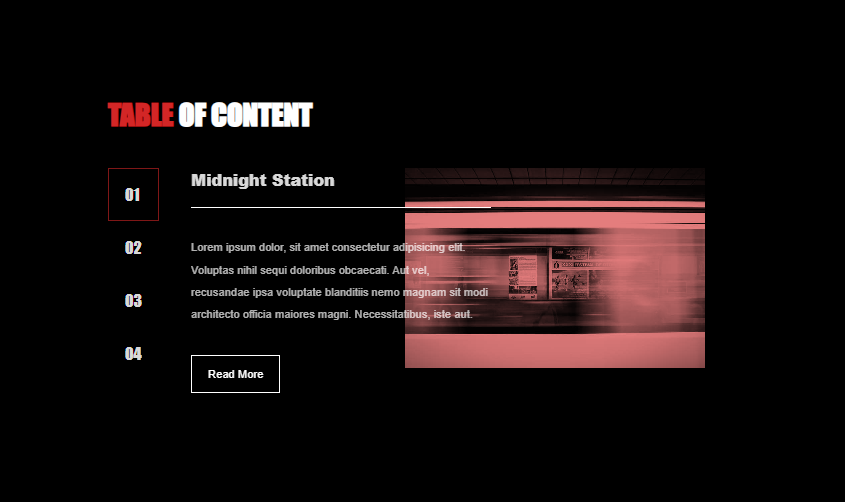 TABLE OF CONTENT
01
Midnight Station
02
Lorem ipsum dolor, sit amet consectetur adipisicing elit.
Voluptas nihil sequi doloribus obcaecati. Aut vel,
recusandae ipsa voluptate blanditiis nemo magnam sit modi
architecto officia maiores magni. Necessitatibus, iste aut.
03
04
Read More